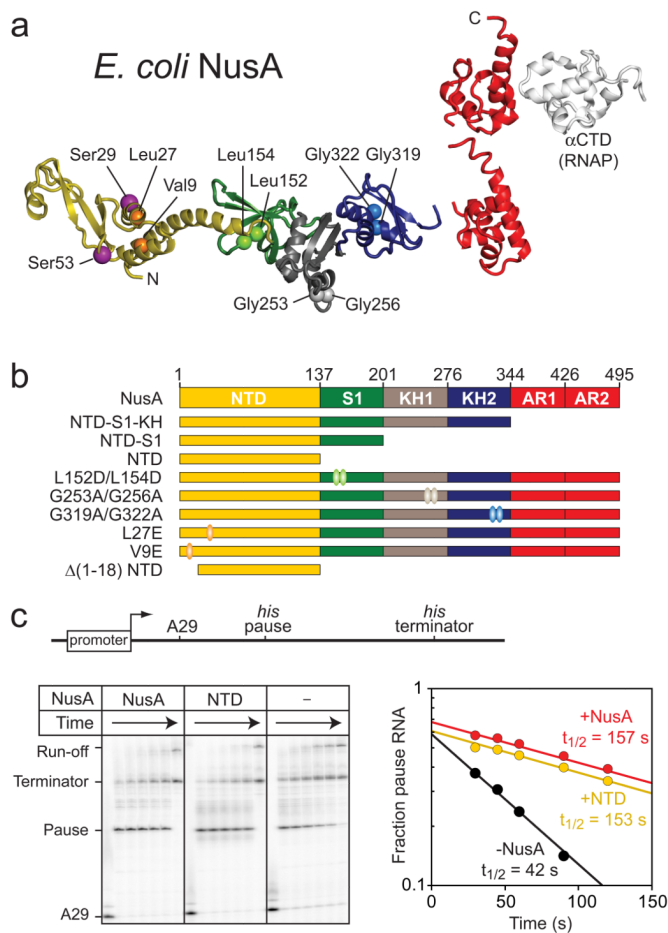 a
E. coli NusA
C
αCTD
(RNAP)
Ser29
Leu27
Val9
Leu154
Leu152
Gly322
Gly319
Ser53
N
Gly253
Gly256
b
1 137 201 276 344 426 495
NusA NTD S1 KH1 KH2 AR1 AR2
NTD-S1-KH
NTD-S1
NTD
L152D/L154D
G253A/G256A
G319A/G322A
L27E
V9E
Δ(1-18) NTD
c
promoter
A29
his
pause
his
terminator
NusA NusA NTD –
Time
Run-off
Terminator
Pause
A29
Fraction pause RNA
1
0.1
+NusA
t1/2 = 157 s
+NTD
t1/2 = 153 s
-NusA
t1/2 = 42 s
0 50 100 150
Time (s)